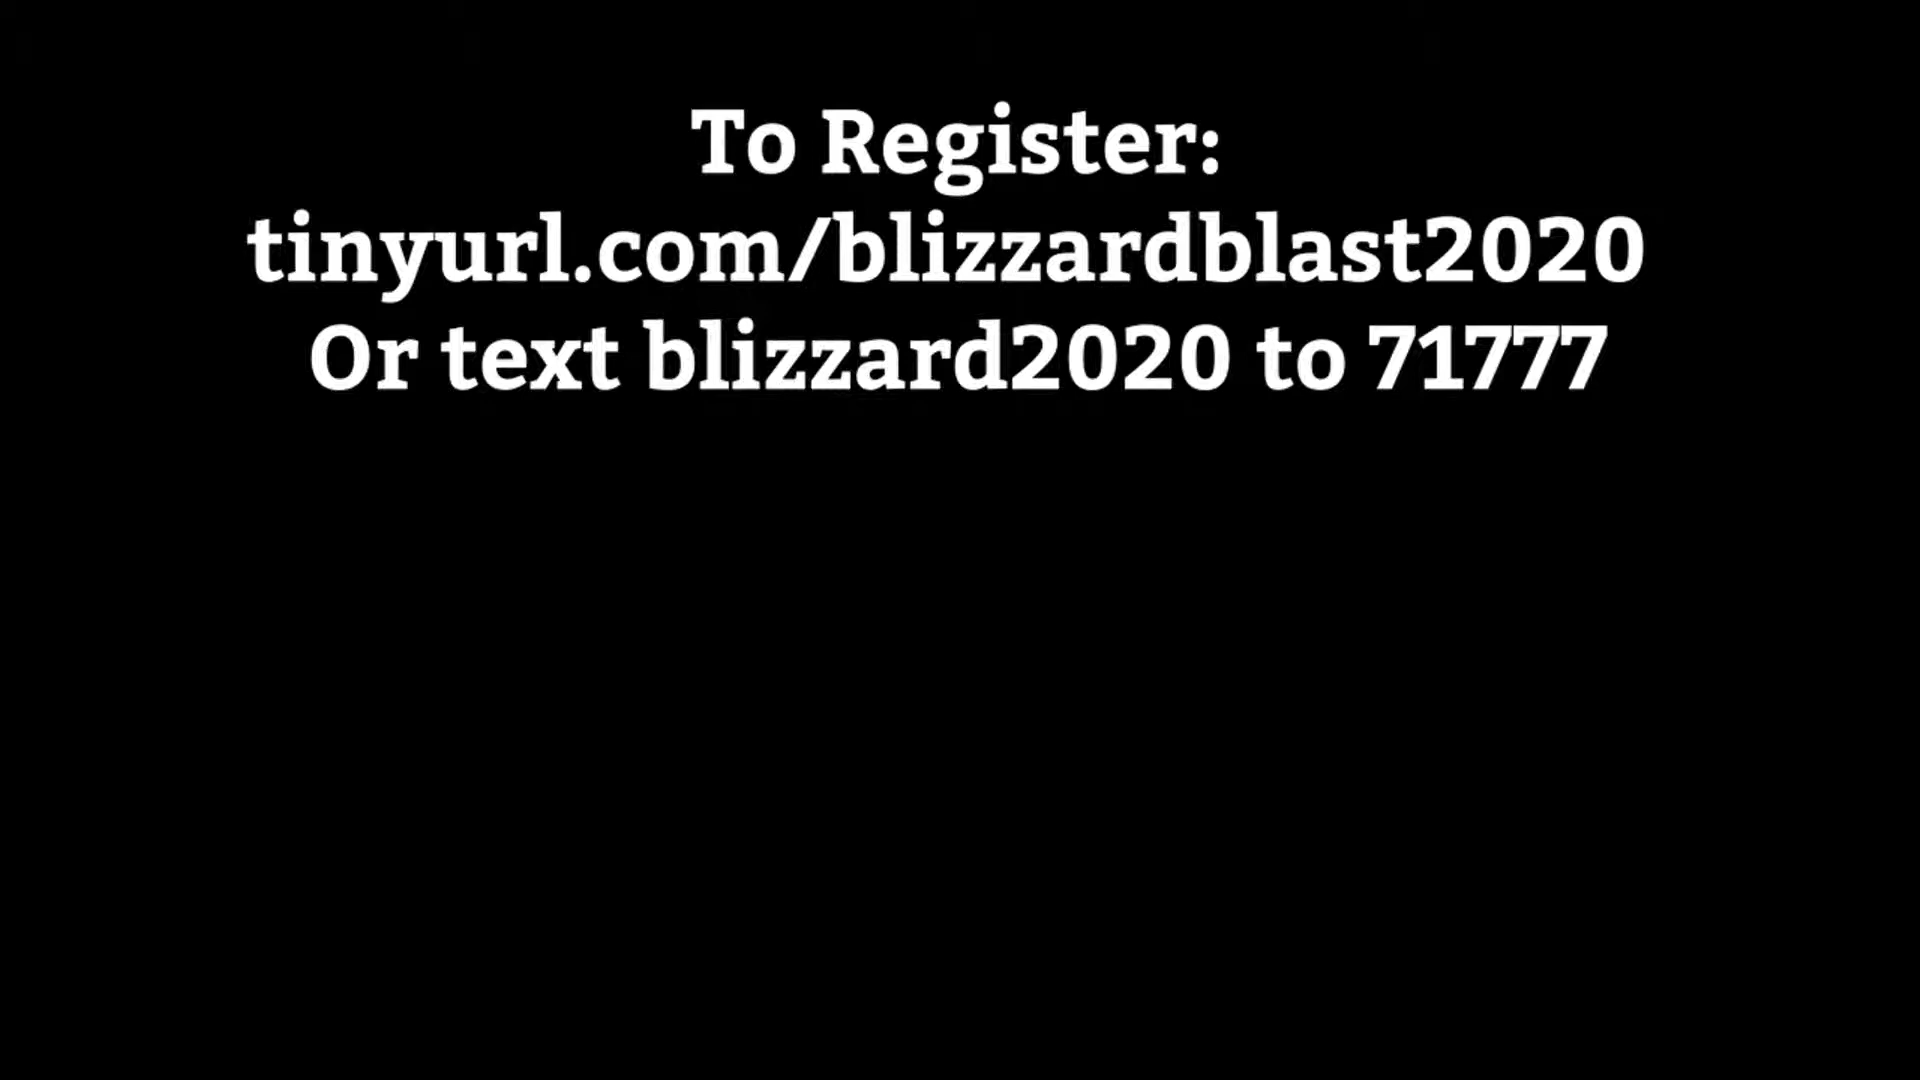 To Register:
tinyurl.com/blizzardblast2020
Or text blizzard2020 to 71777